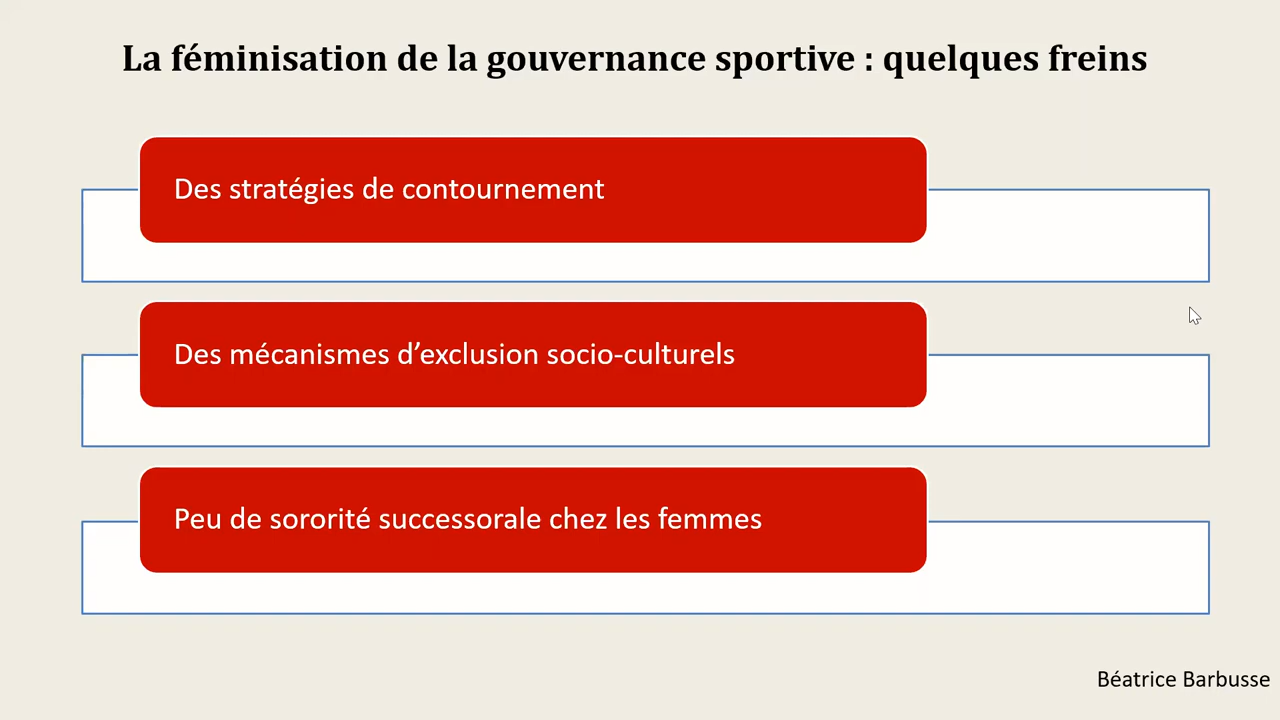 La féminisation de la gouvernance sportive : quelques freins
Des stratégies de contournement
Des mécanismes d’exclusion socio-culturels
Peu de sororité successorale chez les femmes
Béatrice Barbusse